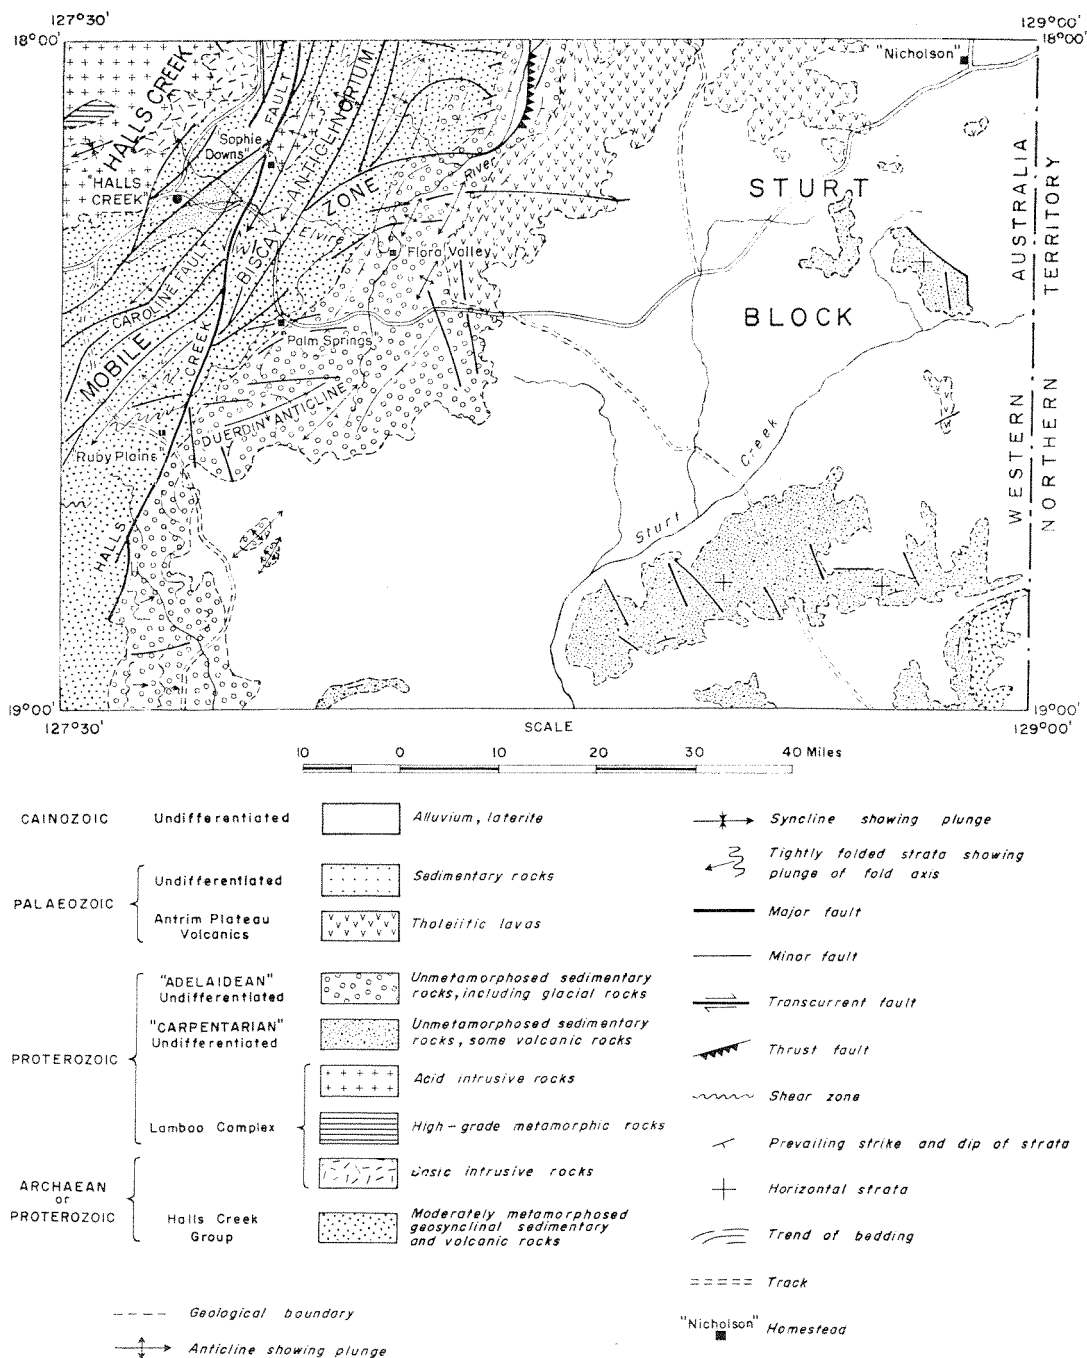 127°30'
129°00'
18°00'
18°00'
"Nicholson"
HALLS CREEK
FAULT
ANTICLINORIUM
"Sophie
Downs"
"HALLS
CREEK"
ZONE
River
STURT
AUSTRALIA
TERRITORY
Elvire
BISCAY
Flora Valley
CAROLINE FAULT
BLOCK
MOBILE
CREEK
"Palm Springs"
DUERDIN ANTICLINE
WESTERN
NORTHERN
"Ruby Plains"
Creek
Sturt
HALLS
19°00'
19°00'
127°30'
129°00'
SCALE
10 0 10 20 30 40 Miles
CAINOZOIC Undifferentiated Alluvium, laterite
PALAEOZOIC
Undifferentiated Sedimentary rocks
Antrim Plateau
Volcanics
Tholeiitic lavas
PROTEROZOIC
"ADELAIDEAN"
Undifferentiated
Unmetamorphosed sedimentary
rocks, including glacial rocks
"CARPENTARIAN"
Undifferentiated
Unmetamorphosed sedimentary
rocks, some volcanic rocks
Lamboo Complex
Acid intrusive rocks
High-grade metamorphic rocks
Basic intrusive rocks
ARCHAEAN
or
PROTEROZOIC
Halls Creek
Group
Moderately metamorphosed
geosynclinal sedimentary
and volcanic rocks
Geological boundary
Anticline showing plunge
Syncline showing plunge
Tightly folded strata showing
plunge of fold axis
Major fault
Minor fault
Transcurrent fault
Thrust fault
Shear zone
Prevailing strike and dip of strata
Horizontal strata
Trend of bedding
Track
"Nicholson" Homestead